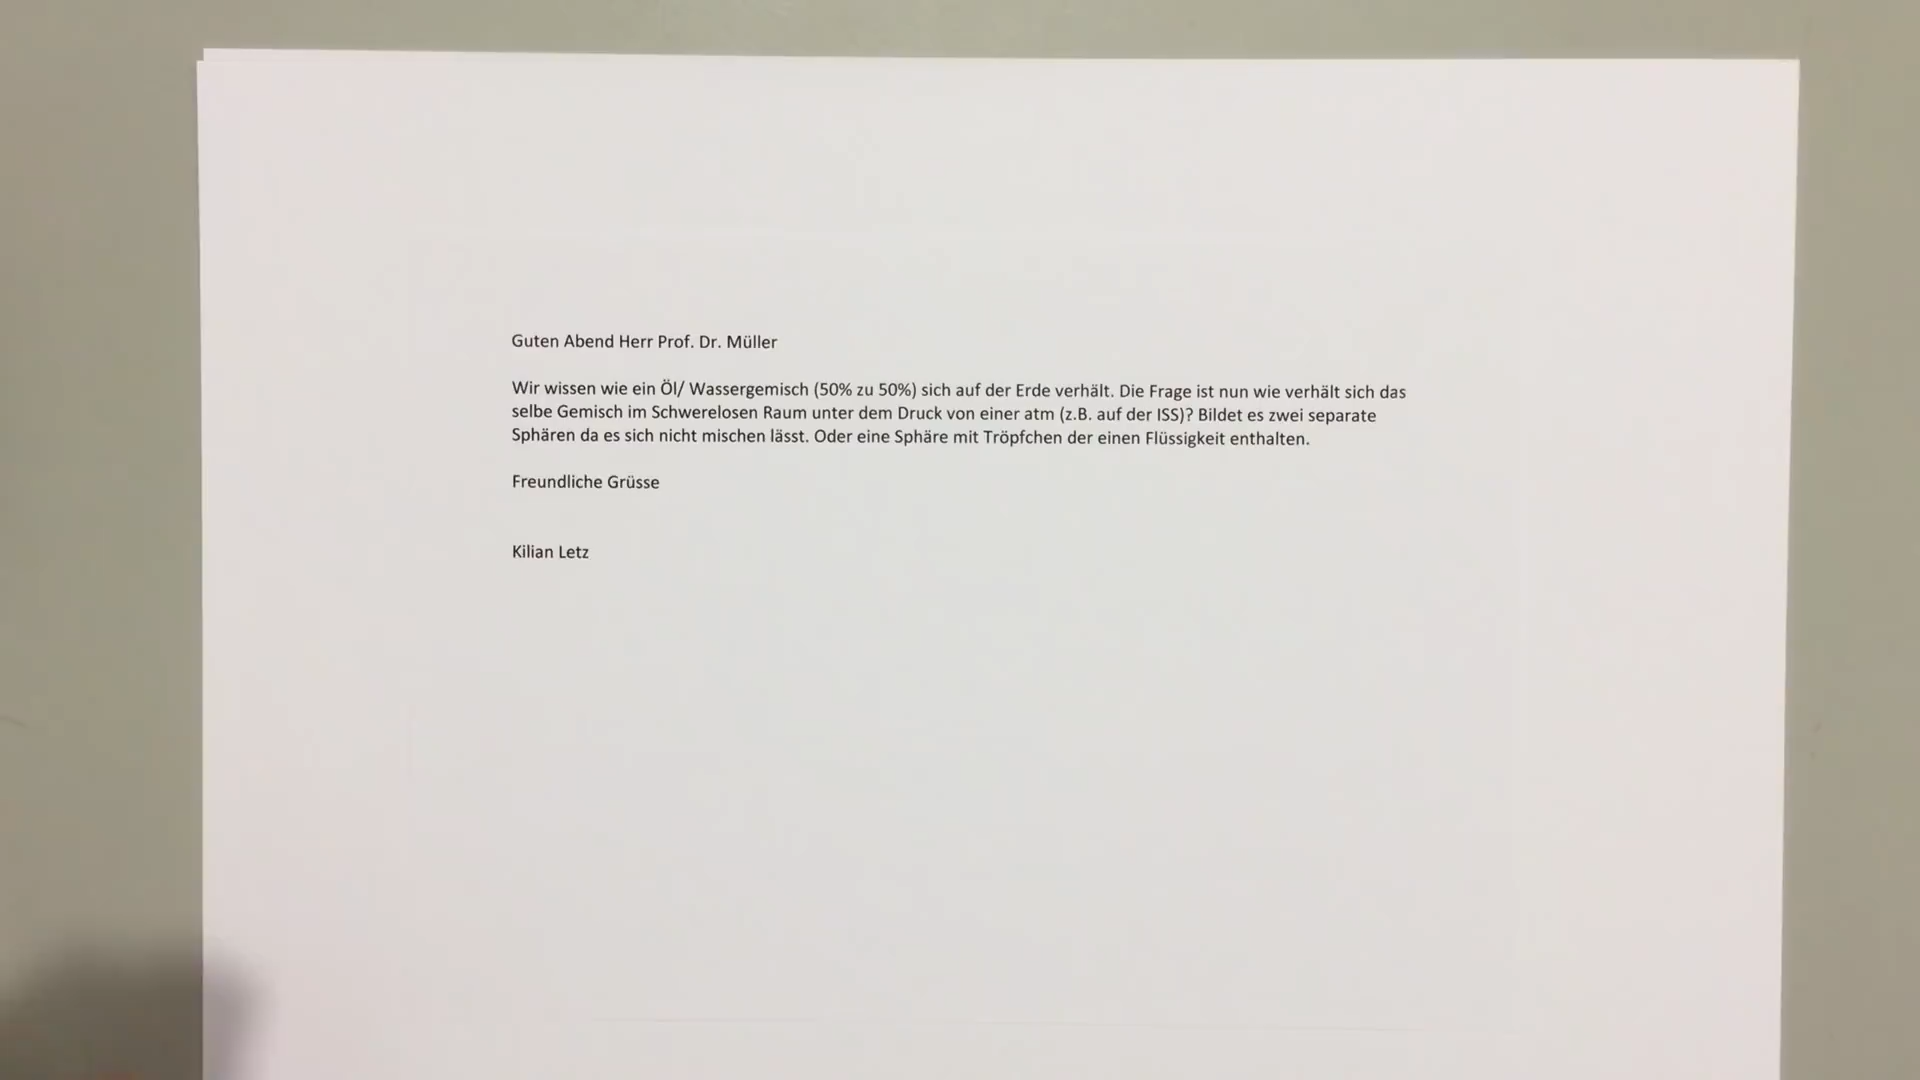 Guten Abend Herr Prof. Dr. Müller
Wir wissen wie ein Öl/ Wassergemisch (50% zu 50%) sich auf der Erde verhält. Die Frage ist nun wie verhält sich das
selbe Gemisch im Schwerelosen Raum unter dem Druck von einer atm (z.B. auf der ISS)? Bildet es zwei separate
Sphären da es sich nicht mischen lässt. Oder eine Sphäre mit Tröpfchen der einen Flüssigkeit enthalten.
Freundliche Grüsse
Kilian Letz